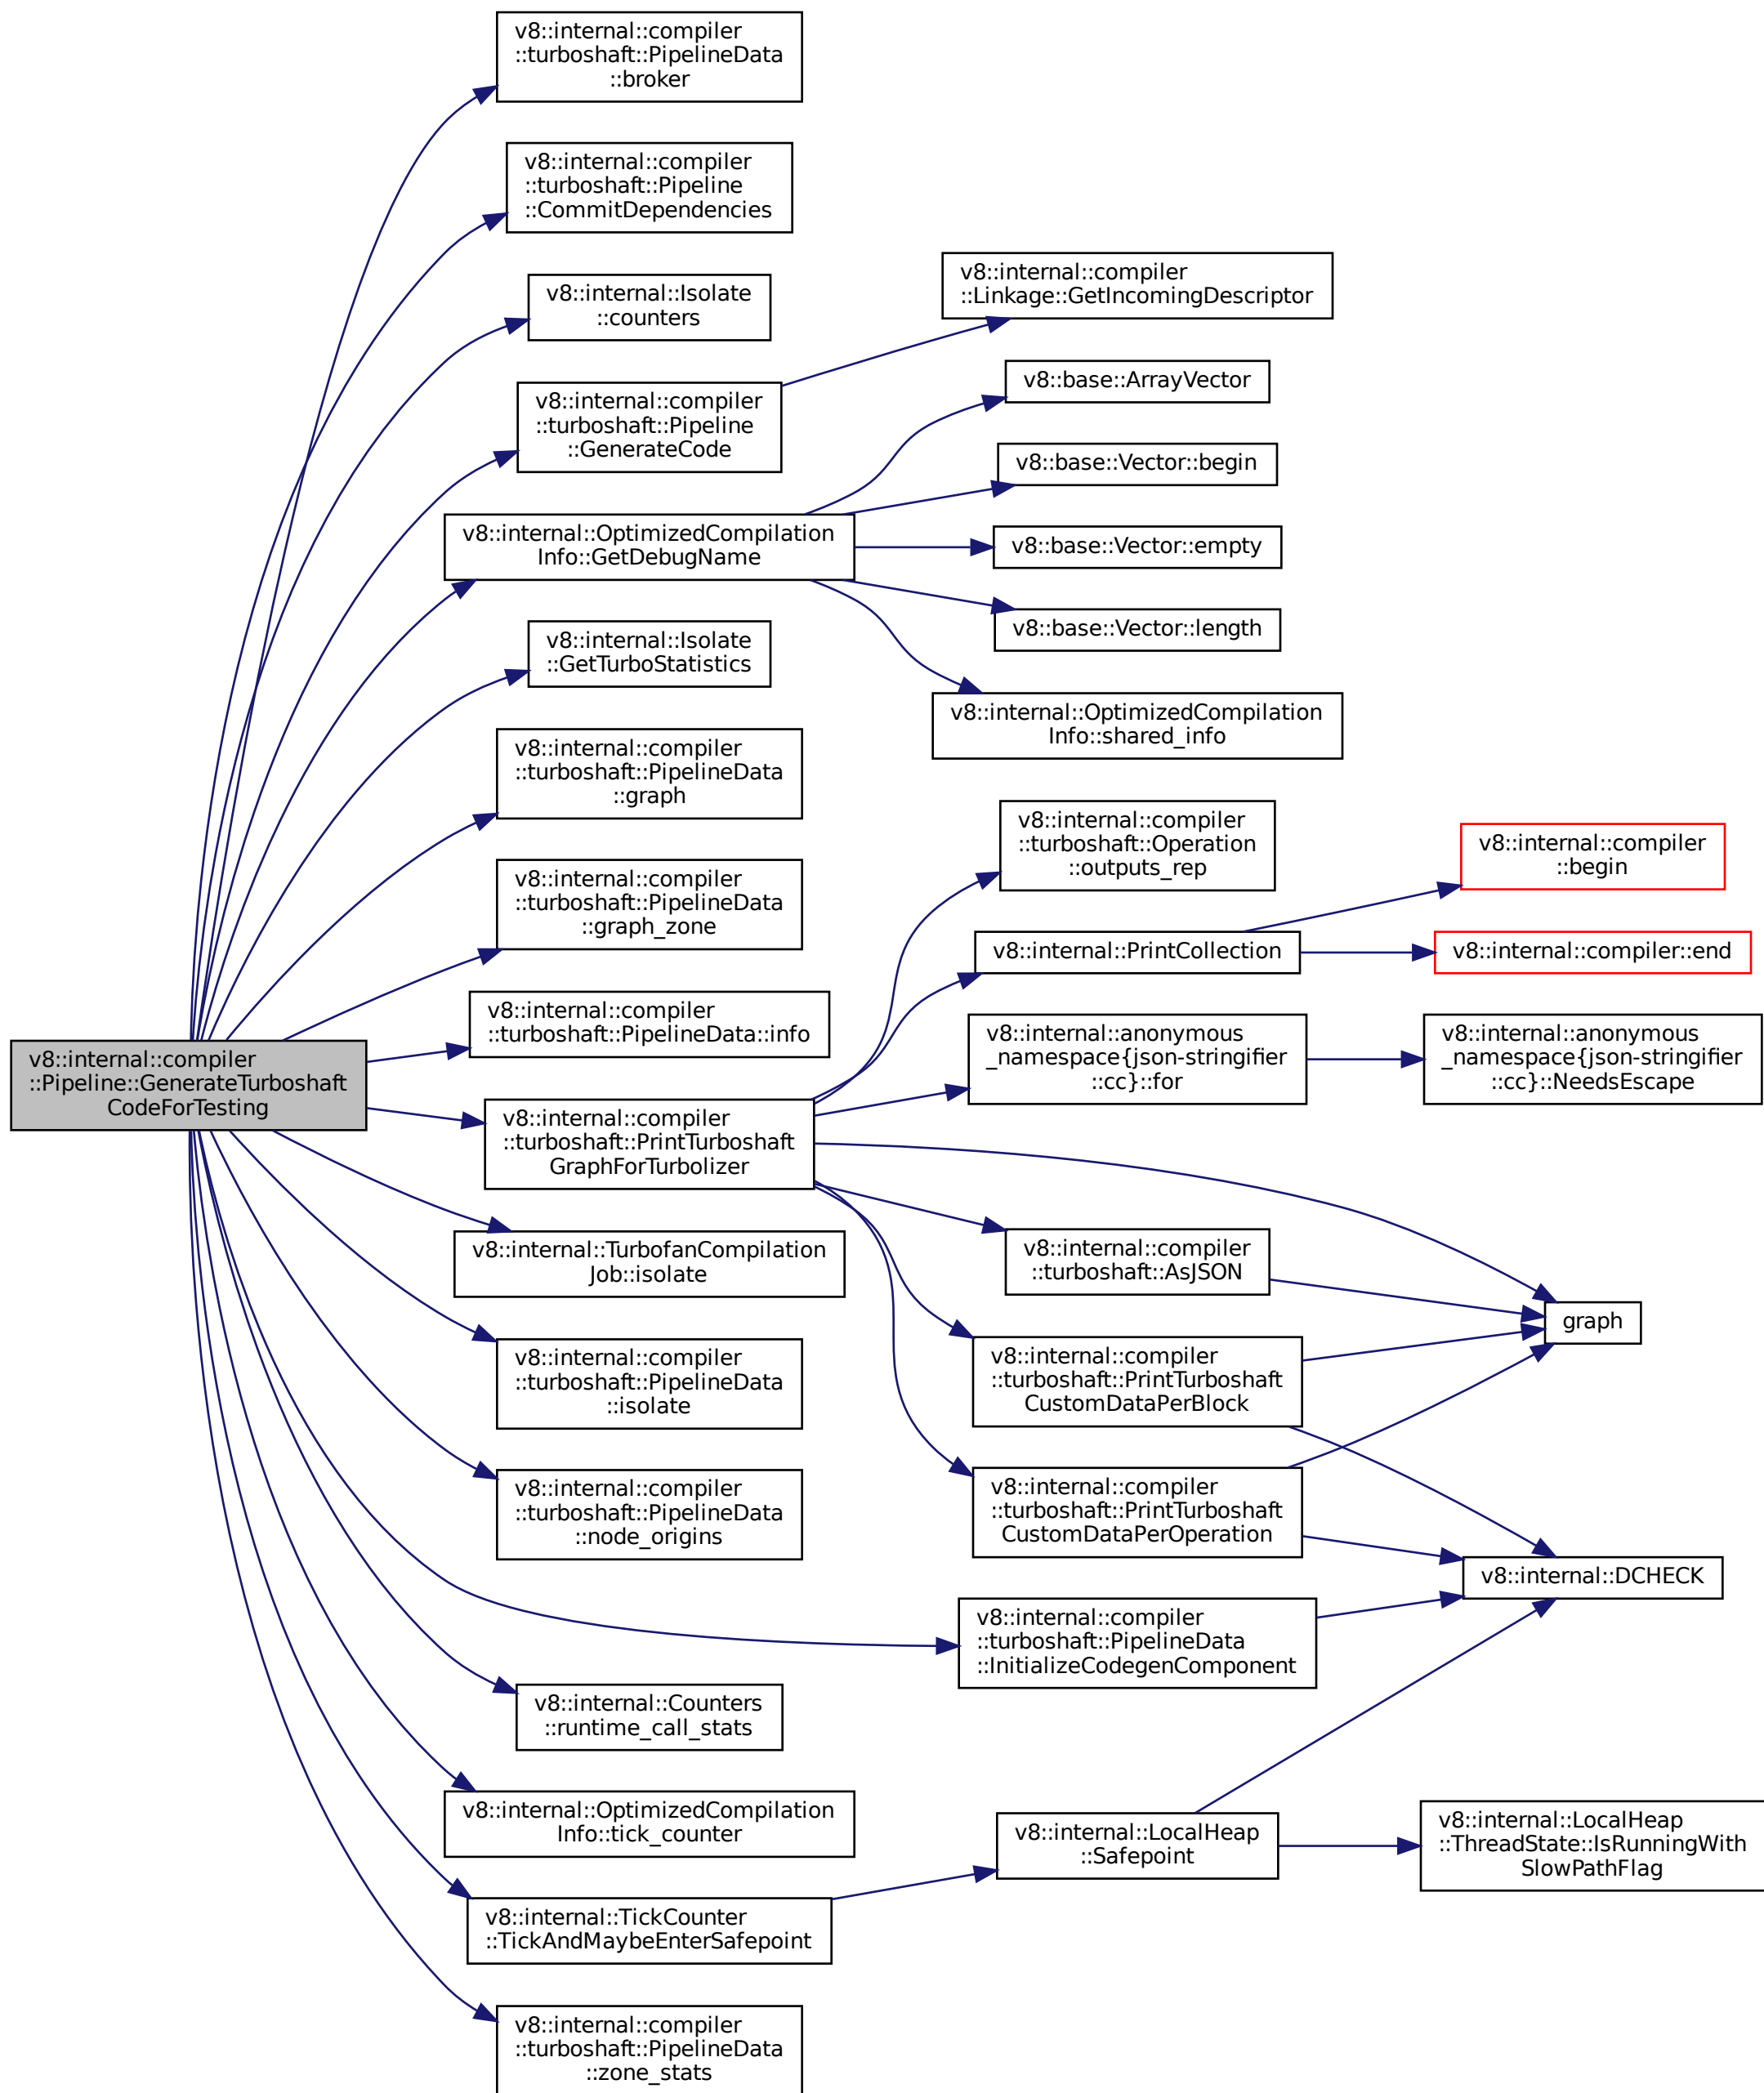 v8::internal::compiler
::turboshaft::PipelineData
::broker
v8::internal::compiler
::turboshaft::Pipeline
::CommitDependencies
v8::internal::Isolate
::counters
v8::internal::compiler
::turboshaft::Pipeline
::GenerateCode
v8::internal::OptimizedCompilation
Info::GetDebugName
v8::internal::Isolate
::GetTurboStatistics
v8::internal::compiler
::turboshaft::PipelineData
::graph
v8::internal::compiler
::turboshaft::PipelineData
::graph_zone
v8::internal::compiler
::turboshaft::PipelineData::info
v8::internal::compiler
::Pipeline::GenerateTurboshaft
CodeForTesting
v8::internal::compiler
::turboshaft::PrintTurboshaft
GraphForTurbolizer
v8::internal::TurbofanCompilation
Job::isolate
v8::internal::compiler
::turboshaft::PipelineData
::isolate
v8::internal::compiler
::turboshaft::PipelineData
::node_origins
v8::internal::Counters
::runtime_call_stats
v8::internal::OptimizedCompilation
Info::tick_counter
v8::internal::TickCounter
::TickAndMaybeEnterSafepoint
v8::internal::compiler
::turboshaft::PipelineData
::zone_stats
v8::internal::compiler
::Linkage::GetIncomingDescriptor
v8::base::ArrayVector
v8::base::Vector::begin
v8::base::Vector::empty
v8::base::Vector::length
v8::internal::OptimizedCompilation
Info::shared_info
v8::internal::compiler
::turboshaft::Operation
::outputs_rep
v8::internal::PrintCollection
v8::internal::anonymous
_namespace{json-stringifier
::cc}::for
v8::internal::compiler
::turboshaft::AsJSON
v8::internal::compiler
::turboshaft::PrintTurboshaft
CustomDataPerBlock
v8::internal::compiler
::turboshaft::PrintTurboshaft
CustomDataPerOperation
v8::internal::compiler
::turboshaft::PipelineData
::InitializeCodegenComponent
v8::internal::LocalHeap
::Safepoint
v8::internal::compiler
::begin
v8::internal::compiler::end
v8::internal::anonymous
_namespace{json-stringifier
::cc}::NeedsEscape
graph
v8::internal::DCHECK
v8::internal::LocalHeap
::ThreadState::IsRunningWith
SlowPathFlag